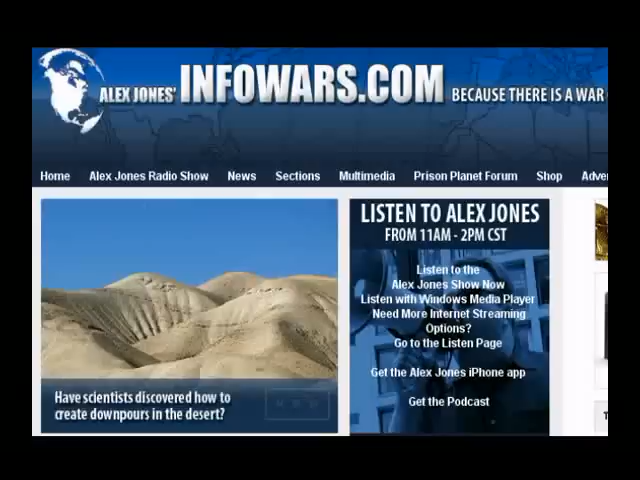 ALEX JONES' INFOWARS.COM BECAUSE THERE IS A WAR
Home Alex Jones Radio Show News Sections Multimedia Prison Planet Forum Shop Adve
LISTEN TO ALEX JONES
FROM 11AM - 2PM CST
Listen to the
Alex Jones Show Now
Listen with Windows Media Player
Need More Internet Streaming
Options?
Go to the Listen Page
Get the Alex Jones iPhone app
Get the Podcast
Have scientists discovered how to
create downpours in the desert?